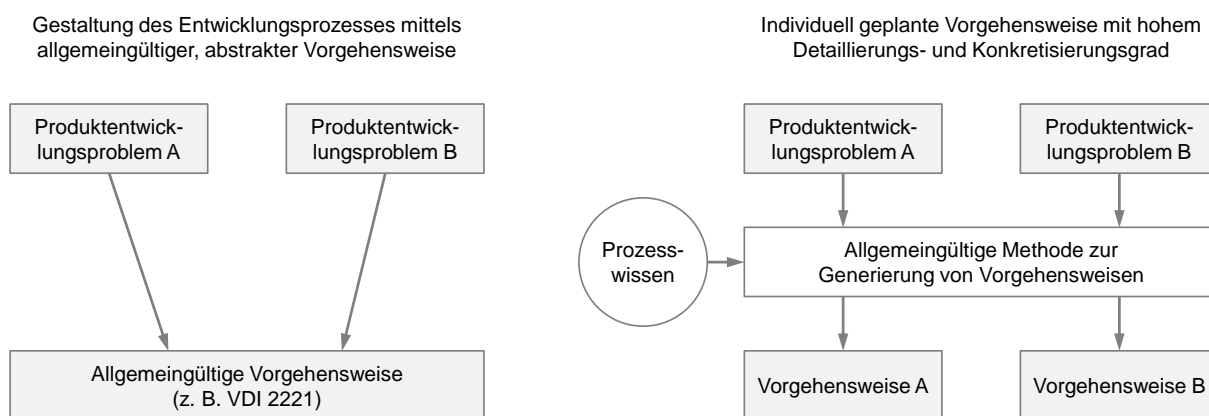 Gestaltung des Entwicklungsprozesses mittels
allgemeingültiger, abstrakter Vorgehensweise
Produktentwick-
lungsproblem A
Produktentwick-
lungsproblem B
Allgemeingültige Vorgehensweise
(z. B. VDI 2221)
Individuell geplante Vorgehensweise mit hohem
Detaillierungs- und Konkretisierungsgrad
Produktentwick-
lungsproblem A
Produktentwick-
lungsproblem B
Prozess-
wissen
Allgemeingültige Methode zur
Generierung von Vorgehensweisen
Vorgehensweise A
Vorgehensweise B